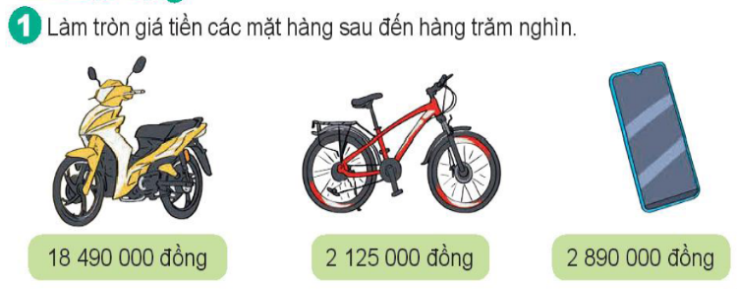 1 Làm tròn giá tiền các mặt hàng sau đến hàng trăm nghìn.
18 490 000 đồng
2 125 000 đồng
2 890 000 đồng